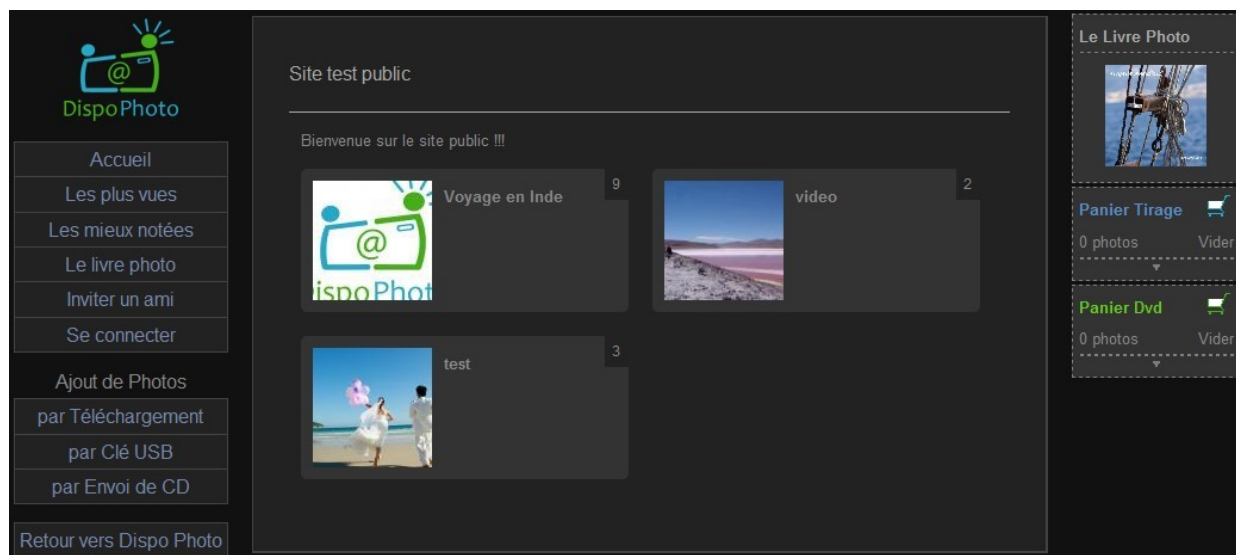 DispoPhoto
Accueil
Les plus vues
Les mieux notées
Le livre photo
Inviter un ami
Se connecter
Ajout de Photos
par Téléchargement
par Clé USB
par Envoi de CD
Retour vers Dispo Photo
Site test public
Bienvenue sur le site public !!!
@
ispoPhot
Voyage en Inde
9
video
2
test
3
Le Livre Photo
Panier Tirage
0 photos Vider
Panier Dvd
0 photos Vider